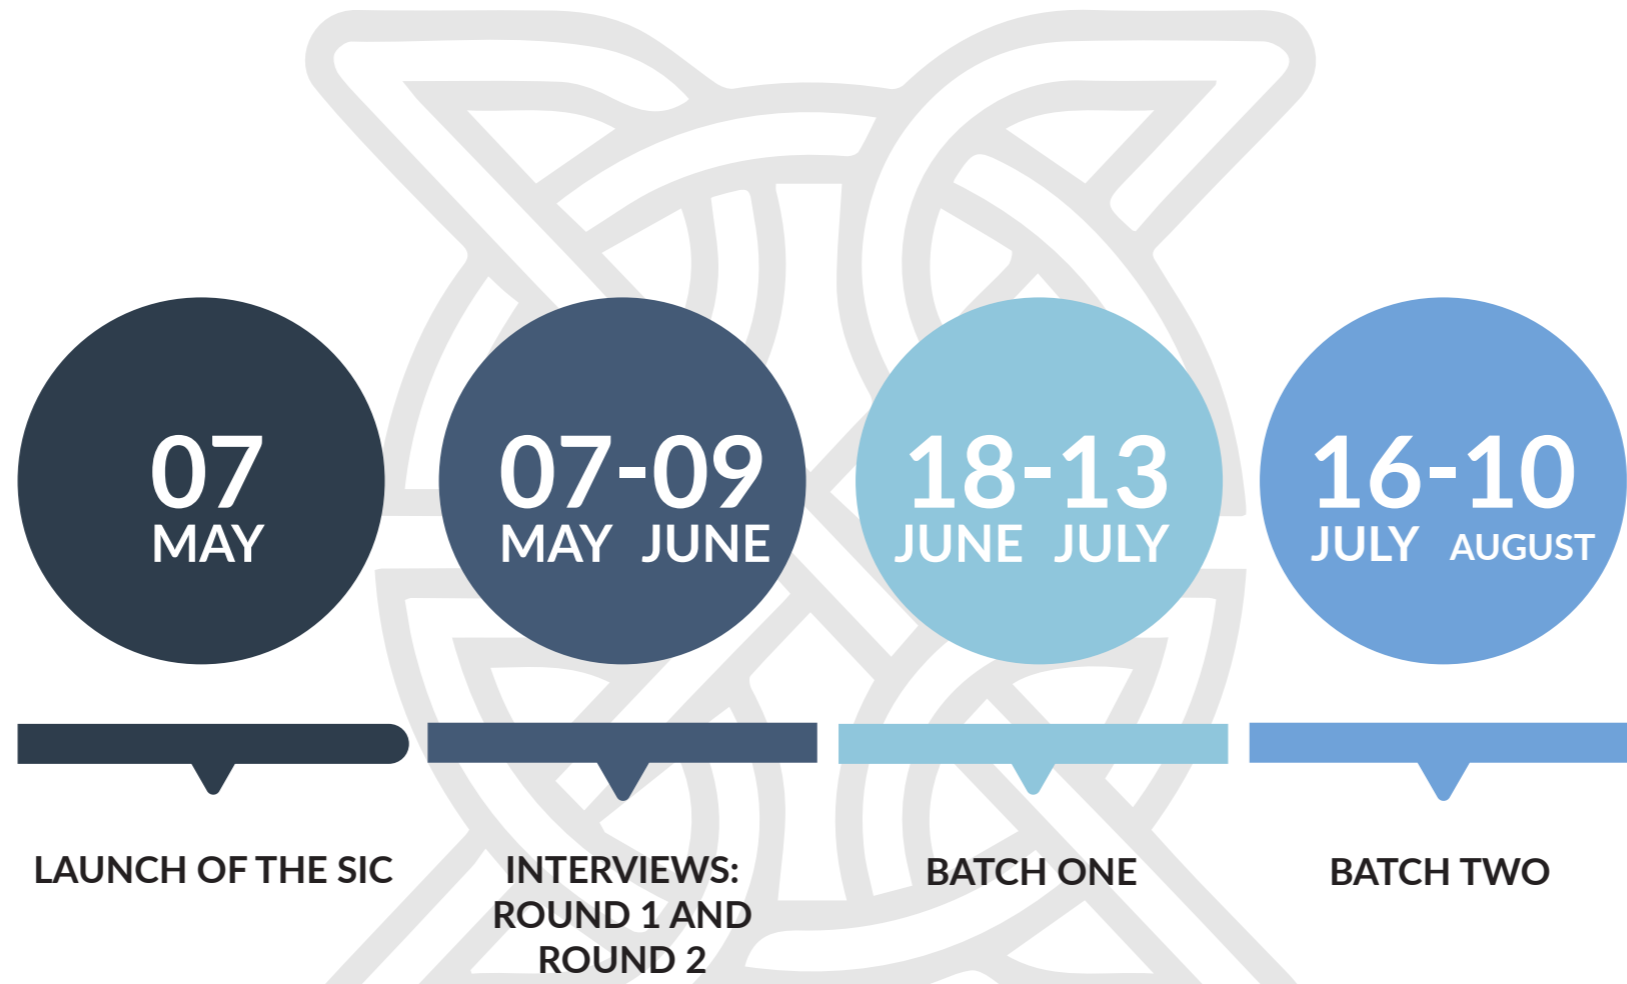 07
MAY
07-09
MAY JUNE
18-13
JUNE JULY
16-10
JULY AUGUST
LAUNCH OF THE SIC
INTERVIEWS:
ROUND 1 AND
ROUND 2
BATCH ONE
BATCH TWO